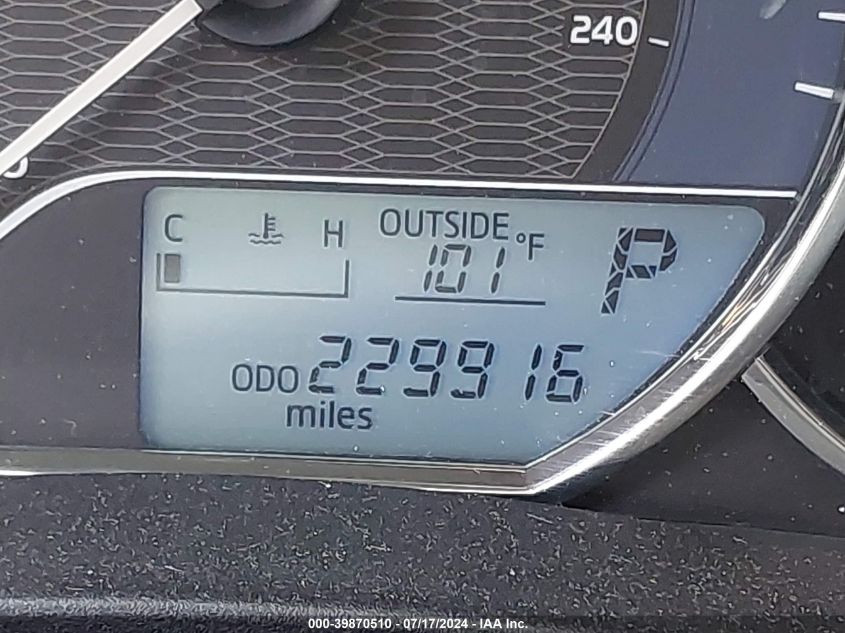 240
C H OUTSIDE °F
101
P
ODO 229916
miles
000-39870510 - 07/17/2024 - IAA Inc.